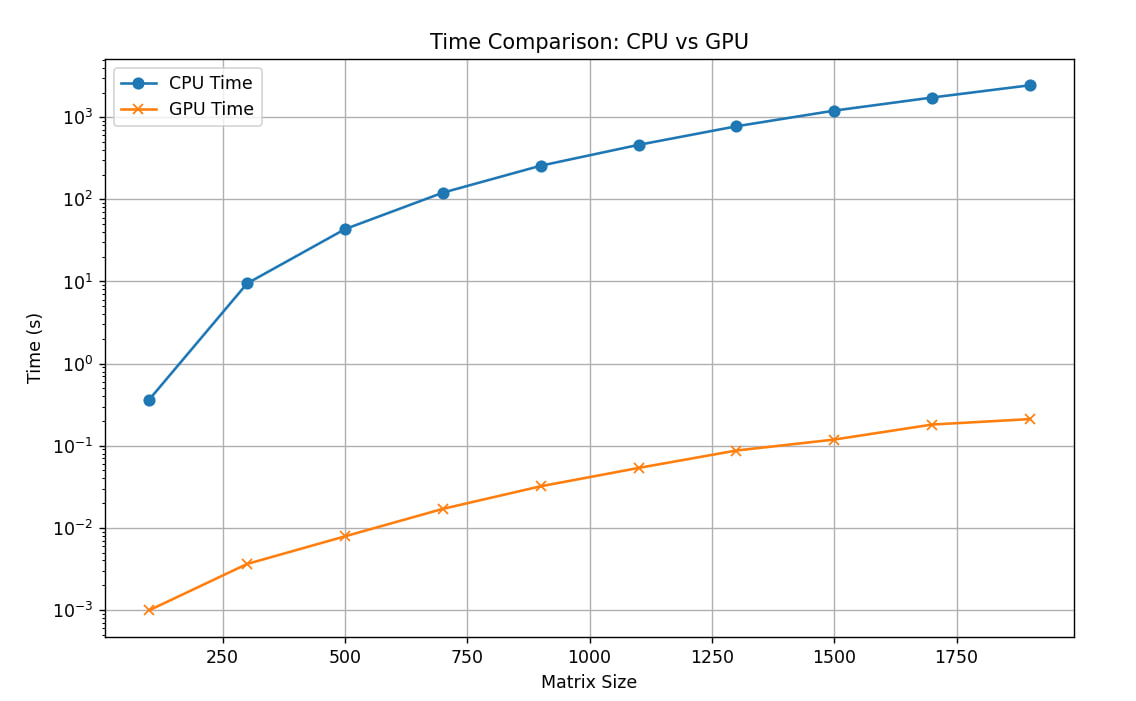 Time Comparison: CPU vs GPU
CPU Time
GPU Time
10³
10²
10¹
10⁰
10⁻¹
10⁻²
10⁻³
Time (s)
250 500 750 1000 1250 1500 1750
Matrix Size